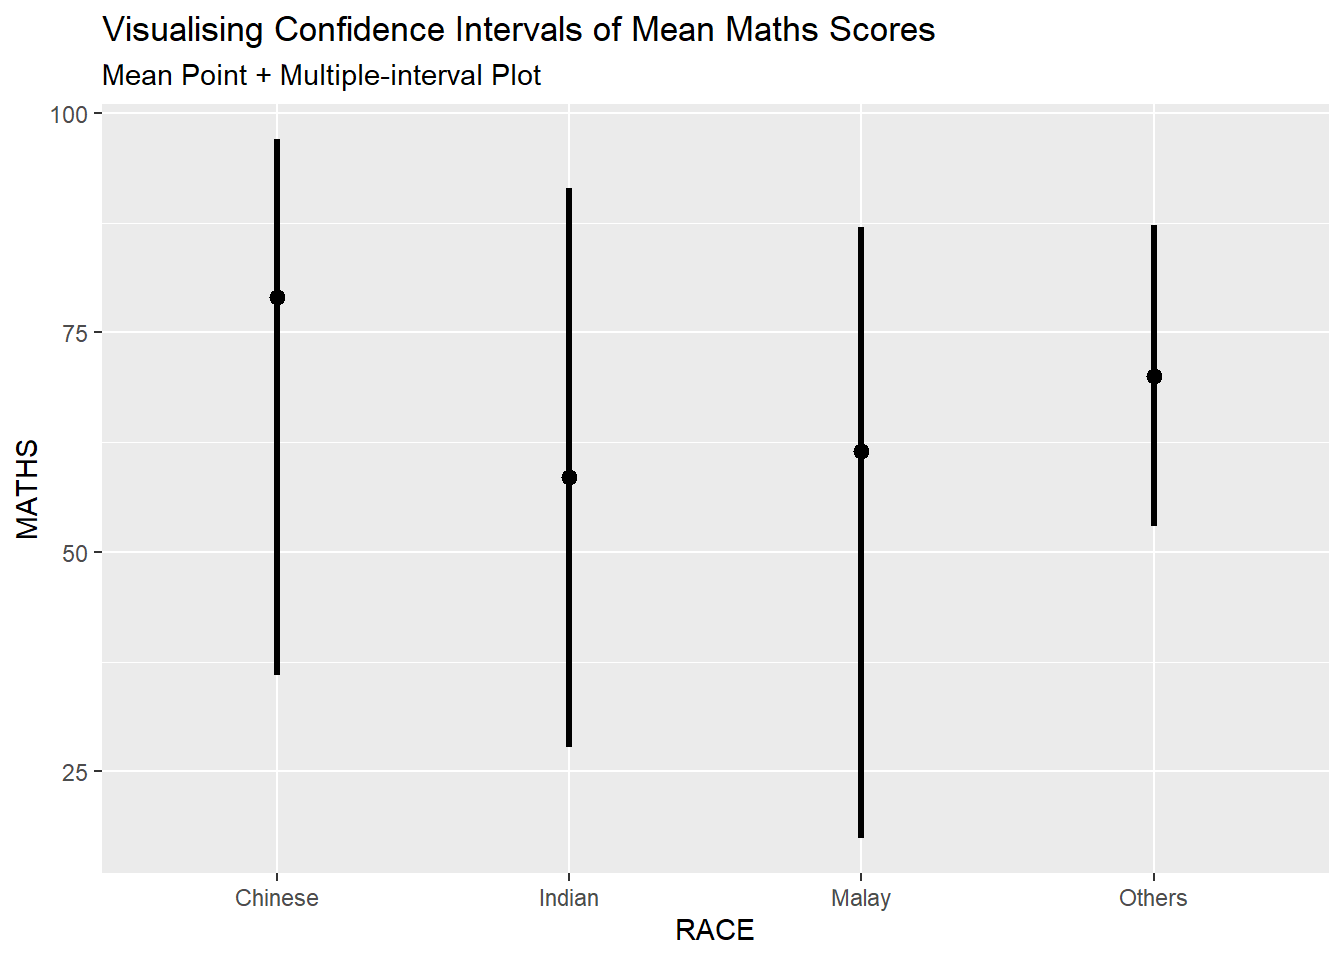 Visualising Confidence Intervals of Mean Maths Scores
Mean Point + Multiple-interval Plot
100
75
50
25
MATHS
Chinese Indian Malay Others
RACE